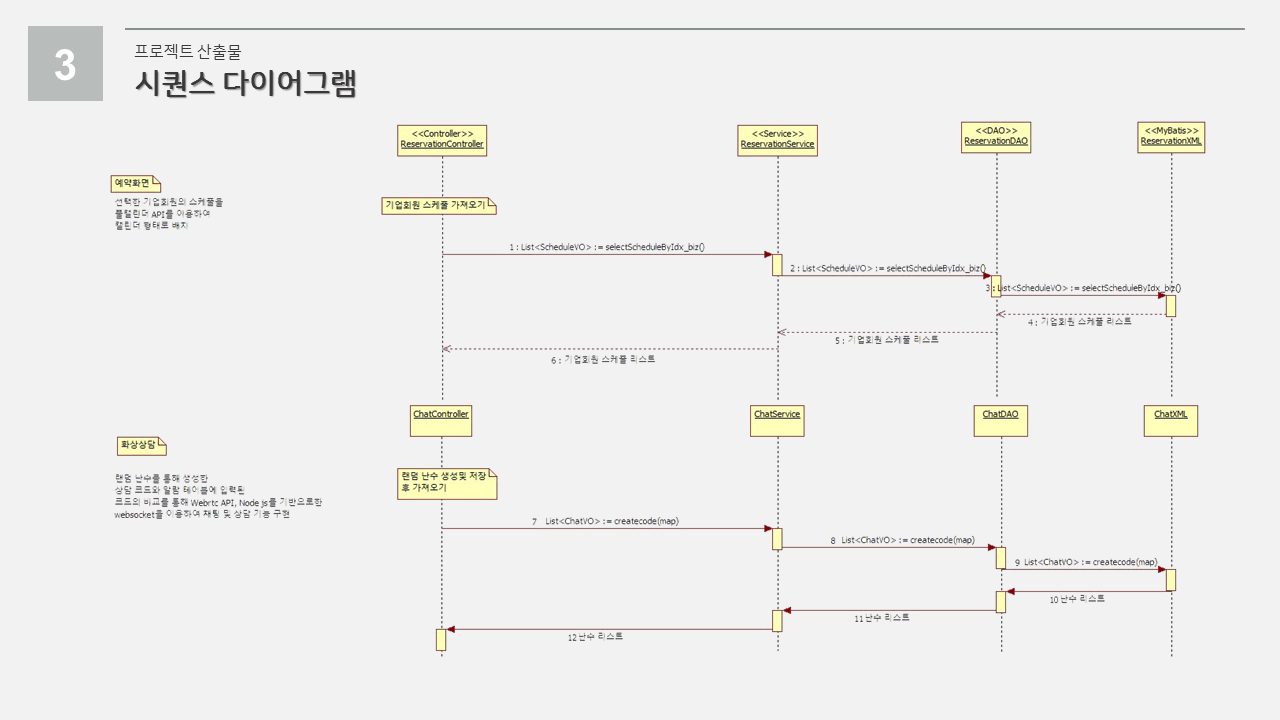 3
프로젝트 산출물
시퀀스 다이어그램
<<Controller>>
ReservationController
<<Service>>
ReservationService
<<DAO>>
ReservationDAO
<<MyBatis>>
ReservationXML
예약화면
선택한 기업회원의 스케쥴을
풀캘린더 API를 이용하여
캘린더 형태로 배치
기업회원 스케쥴 가져오기
1 : List<ScheduleVO> := selectScheduleByIdx_biz()
2 : List<ScheduleVO> := selectScheduleByIdx_biz()
3 : List<ScheduleVO> := selectScheduleByIdx_biz()
4 : 기업회원 스케쥴 리스트
5 : 기업회원 스케쥴 리스트
6 : 기업회원 스케쥴 리스트
ChatController
ChatService
ChatDAO
ChatXML
화상상담
랜덤 난수를 통해 생성한
상담 코드와 알람 테이블에 입력된
코드의 비교를 통해 Webrtc API, Node js를 기반으로한
websocket을 이용하여 채팅 및 상담 기능 구현
랜덤 난수 생성및 저장
후 가져오기
7 List<ChatVO> := createcode(map)
8 List<ChatVO> := createcode(map)
9 List<ChatVO> := createcode(map)
10 난수 리스트
11 난수 리스트
12 난수 리스트